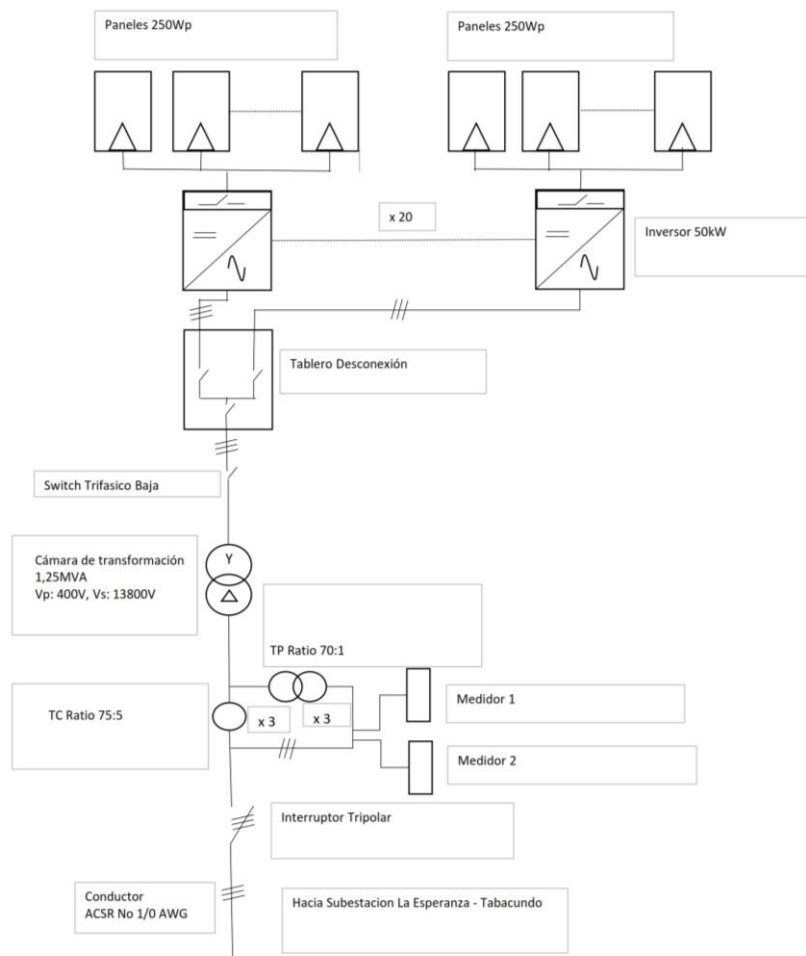 Paneles 250Wp
Paneles 250Wp
x 20
Inversor 50kW
Tablero Desconexión
Switch Trifasico Baja
Cámara de transformación
1,25MVA
Vp: 400V, Vs: 13800V
Y
TP Ratio 70:1
TC Ratio 75:5
x 3
x 3
Medidor 1
Medidor 2
Interruptor Tripolar
Conductor
ACSR No 1/0 AWG
Hacia Subestacion La Esperanza - Tabacundo